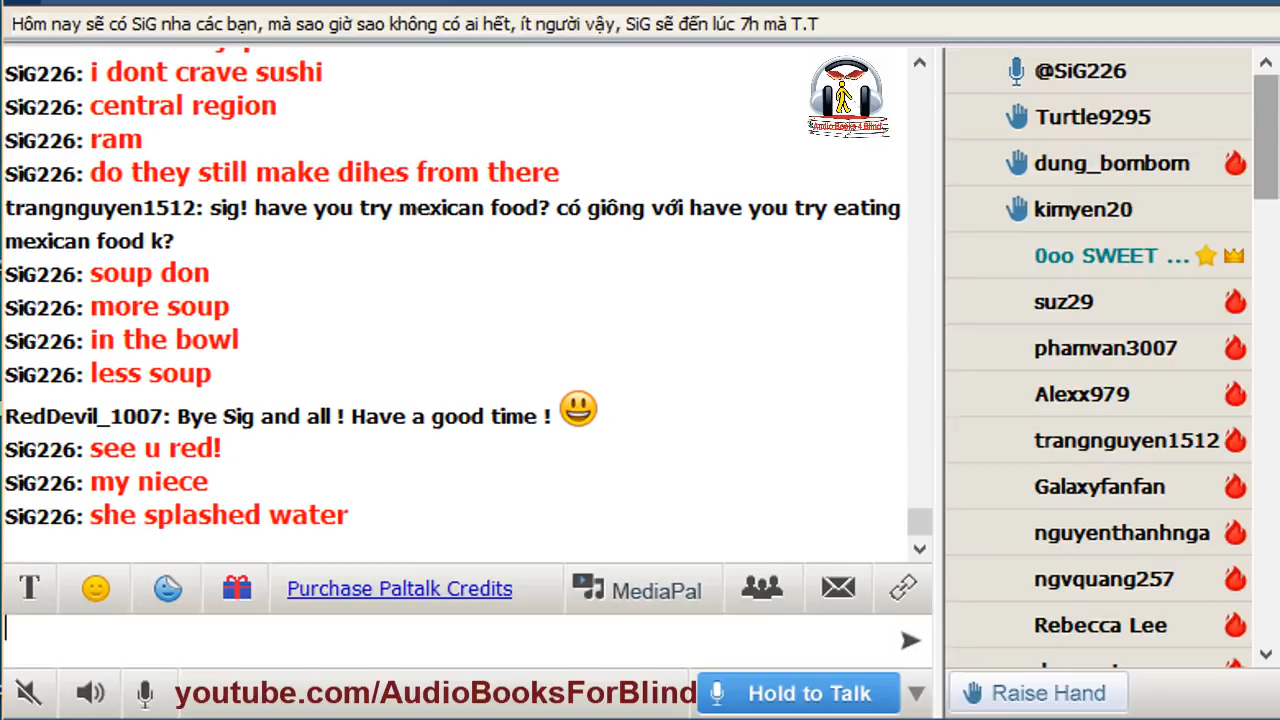 Hôm nay sẽ có SiG nha các bạn, mà sao giờ sao không có ai hết, ít người vậy, SiG sẽ đến lúc 7h mà T.T
SiG226: i dont crave sushi
SiG226: central region
SiG226: ram
SiG226: do they still make dihes from there
trangnguyen1512: sig! have you try mexican food? có giông với have you try eating
mexican food k?
SiG226: soup don
SiG226: more soup
SiG226: in the bowl
SiG226: less soup
RedDevil_1007: Bye Sig and all ! Have a good time !
SiG226: see u red!
SiG226: my niece
SiG226: she splashed water
AudioBooks 4 Blind
@SiG226
Turtle9295
dung_bombom
kimyen20
0oo SWEET ...
suz29
phamvan3007
Alexx979
trangnguyen1512
Galaxyfanfan
nguyenthanhnga
ngvquang257
Rebecca Lee
T
Purchase Paltalk Credits
MediaPal
youtube.com/AudioBooksForBlind
Hold to Talk
Raise Hand